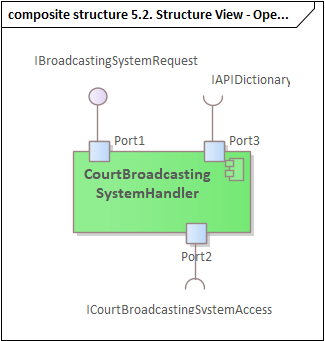 composite structure 5.2. Structure View - Ope...
IBroadcastingSystemRequest
IAPIDictionary
Port1
Port3
CourtBroadcasting
SystemHandler
Port2
ICourtBroadcastingSystemAccess